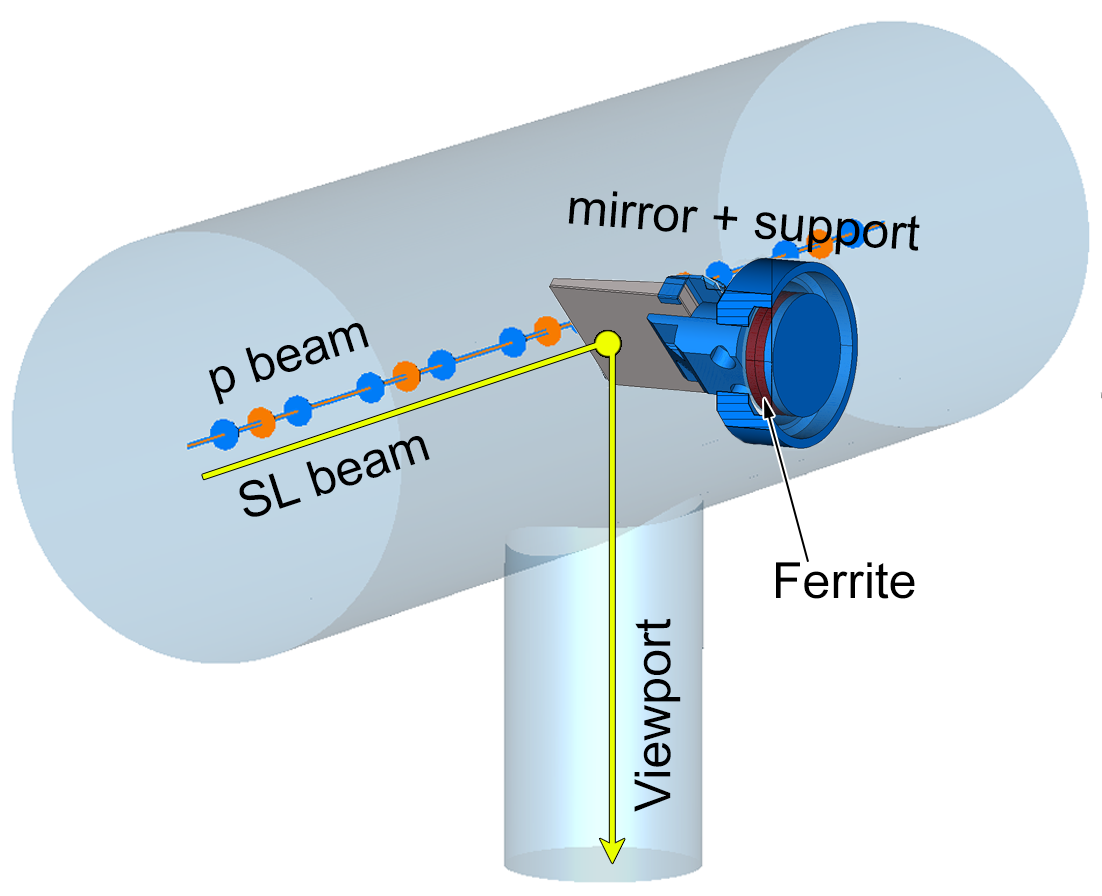 mirror + support
p beam
SL beam
Ferrite
Viewport